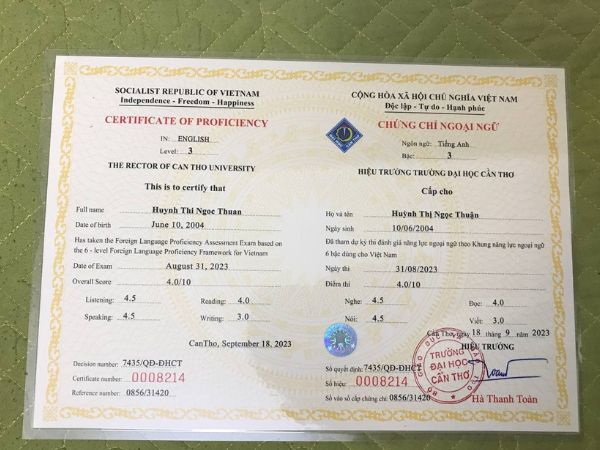 SOCIALIST REPUBLIC OF VIETNAM
Independence - Freedom - Happiness
CERTIFICATE OF PROFICIENCY
IN: ENGLISH
Level: 3
THE RECTOR OF CAN THO UNIVERSITY
This is to certify that
Full name Huynh Thi Ngoc Thuan
Date of birth June 10, 2004
Has taken the Foreign Language Proficiency Assessment Exam based on
the 6 - level Foreign Language Proficiency Framework for Vietnam
Date of Exam August 31, 2023
Overall Score 4.0/10
Listening: 4.5 Reading: 4.0
Speaking: 4.5 Writing: 3.0
CanTho, September 18, 2023
Decision number: 7435/QĐ-ĐHCT
Certificate number: 0008214
Reference number: 0856/31420
CỘNG HÒA XÃ HỘI CHỦ NGHĨA VIỆT NAM
Độc lập - Tự do - Hạnh phúc
CHỨNG CHỈ NGOẠI NGỮ
Ngôn ngữ: Tiếng Anh
Bậc: 3
HIỆU TRƯỞNG TRƯỜNG ĐẠI HỌC CẦN THƠ
Cấp cho
Họ và tên Huỳnh Thị Ngọc Thuận
Ngày sinh 10/06/2004
Đã tham dự kỳ thi đánh giá năng lực ngoại ngữ theo Khung năng lực ngoại ngữ
6 bậc dùng cho Việt Nam
Ngày thi 31/08/2023
Điểm thi 4.0/10
Nghe: 4.5 Đọc: 4.0
Nói: 4.5 Viết: 3.0
Cần Thơ, ngày 18 tháng 9 năm 2023
HIỆU TRƯỞNG
TRƯỜNG
ĐẠI HỌC
CẦN THƠ
Số quyết định: 7435/QĐ-ĐHCT
Số hiệu: 0008214
Số vào sổ cấp chứng chỉ: 0856/31420
Hà Thanh Toàn